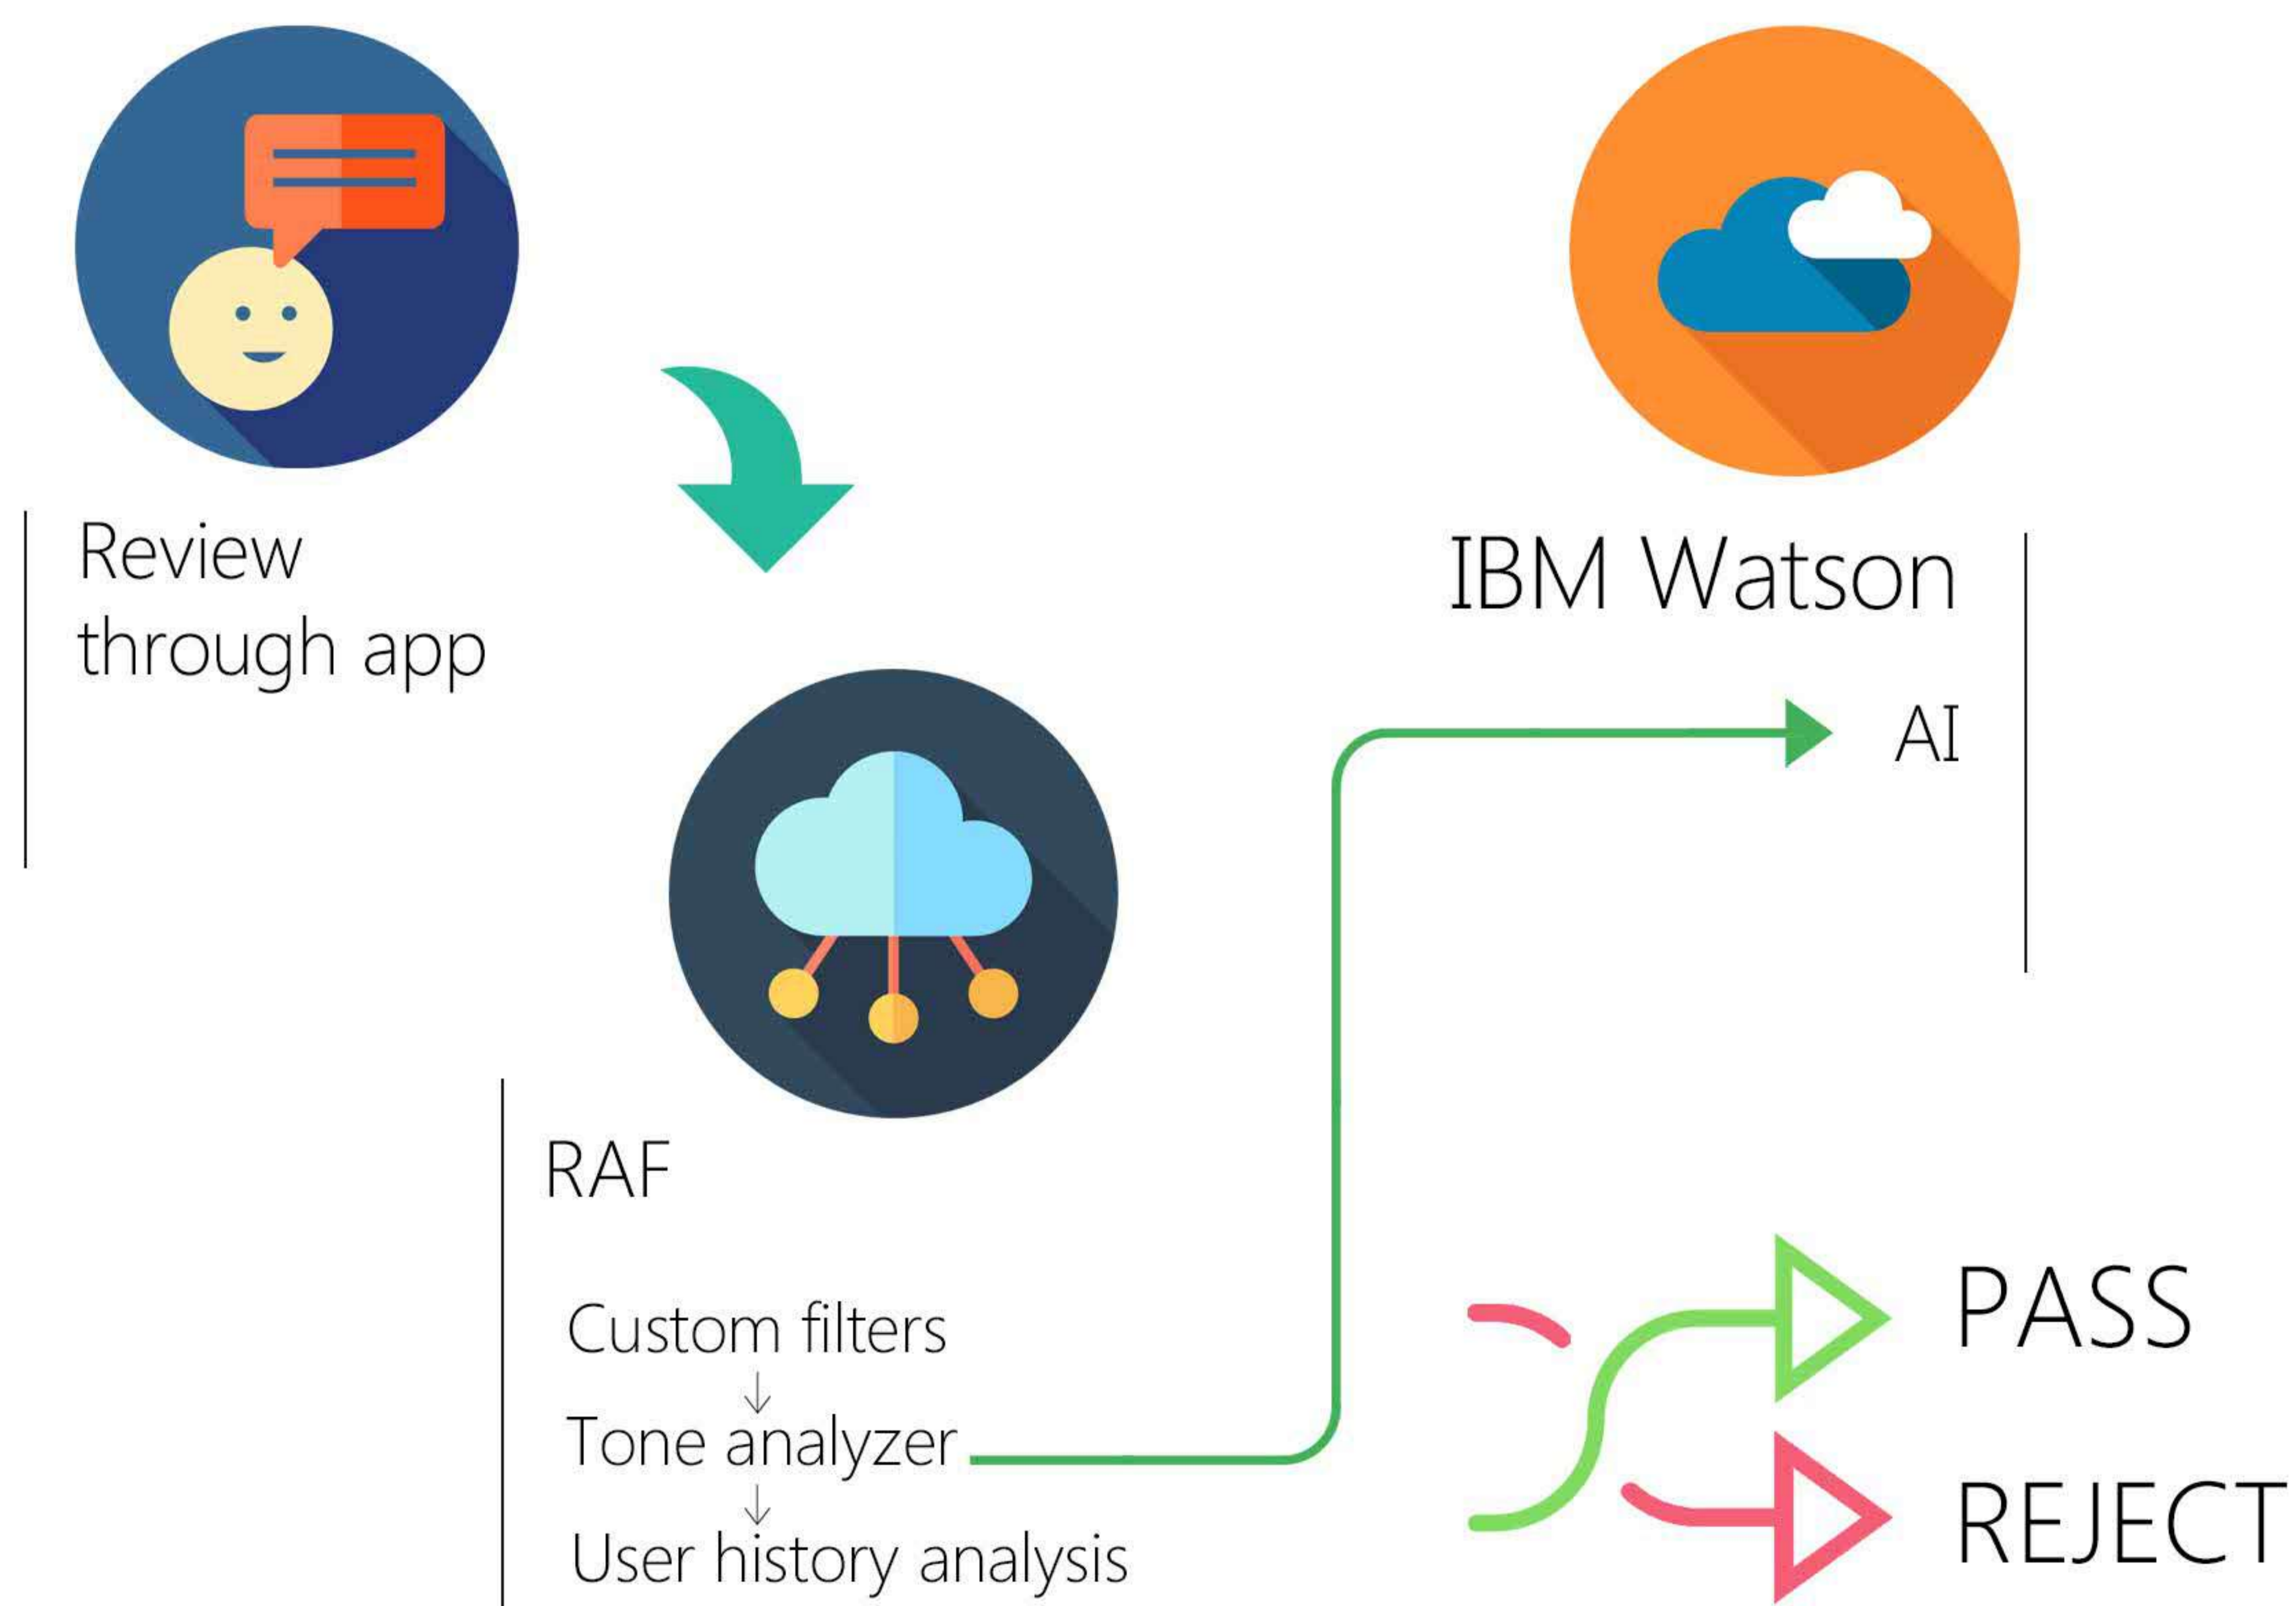 Review
through app
IBM Watson
AI
RAF
Custom filters
Tone analyzer
User history analysis
PASS
REJECT